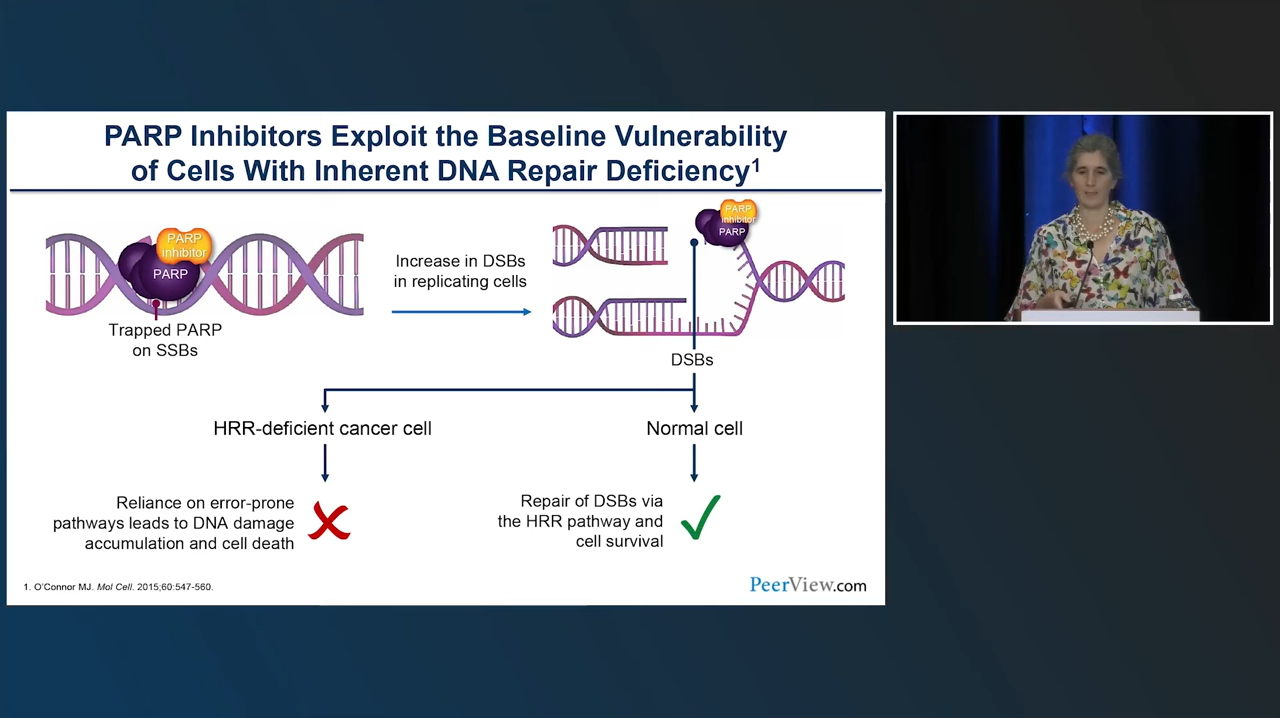 PARP Inhibitors Exploit the Baseline Vulnerability
of Cells With Inherent DNA Repair Deficiency¹
PARP
inhibitor
PARP
Trapped PARP
on SSBs
Increase in DSBs
in replicating cells
PARP
inhibitor
PARP
DSBs
HRR-deficient cancer cell
Normal cell
Reliance on error-prone
pathways leads to DNA damage
accumulation and cell death
Repair of DSBs via
the HRR pathway and
cell survival
1. O'Connor MJ. Mol Cell. 2015;60:547-560.
PeerView.com